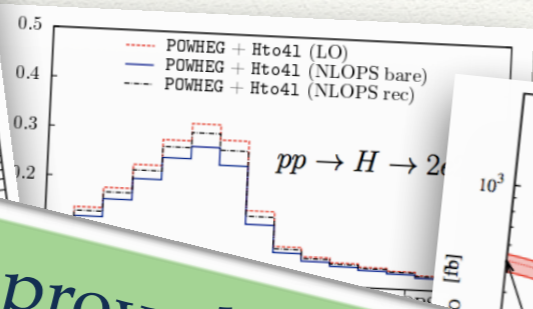 0.5
POWHEG + Hto4l (LO)
POWHEG + Hto4l (NLOPS bare)
0.4
POWHEG + Hto4l (NLOPS rec)
0.3
pp → H → 2e
0.2
10³
[fb]